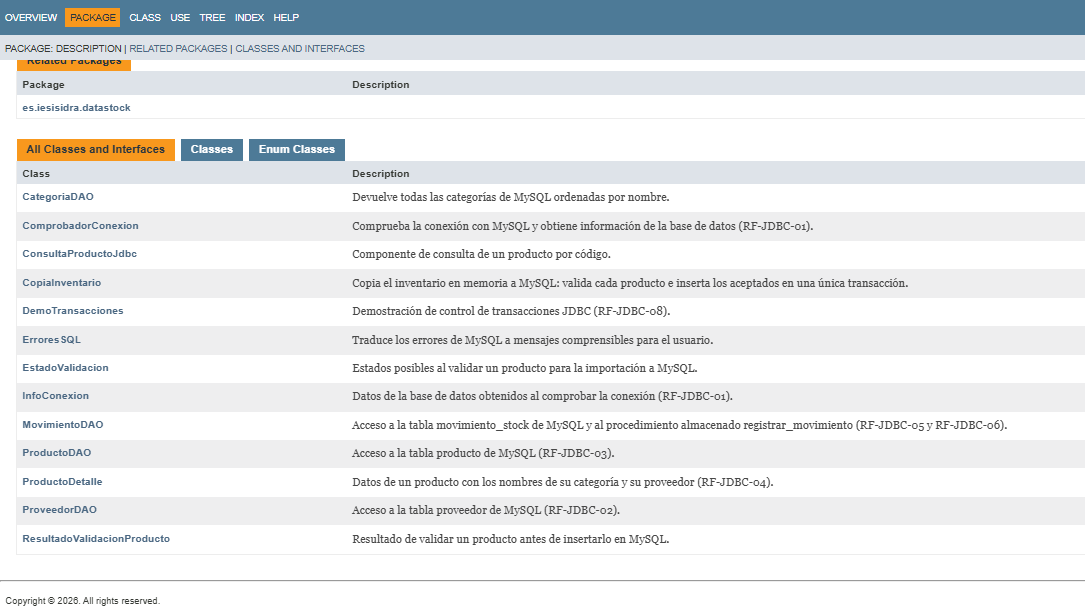 OVERVIEW PACKAGE CLASS USE TREE INDEX HELP
PACKAGE: DESCRIPTION | RELATED PACKAGES | CLASSES AND INTERFACES
Related Packages
Package Description
es.iesisidra.datastock
All Classes and Interfaces Classes Enum Classes
Class Description
CategoriaDAO Devuelve todas las categorías de MySQL ordenadas por nombre.
ComprobadorConexion Comprueba la conexión con MySQL y obtiene información de la base de datos (RF-JDBC-01).
ConsultaProductoJdbc Componente de consulta de un producto por código.
CopiaInventario Copia el inventario en memoria a MySQL: valida cada producto e inserta los aceptados en una única transacción.
DemoTransacciones Demostración de control de transacciones JDBC (RF-JDBC-08).
ErroresSQL Traduce los errores de MySQL a mensajes comprensibles para el usuario.
EstadoValidacion Estados posibles al validar un producto para la importación a MySQL.
InfoConexion Datos de la base de datos obtenidos al comprobar la conexión (RF-JDBC-01).
MovimientoDAO Acceso a la tabla movimiento_stock de MySQL y al procedimiento almacenado registrar_movimiento (RF-JDBC-05 y RF-JDBC-06).
ProductoDAO Acceso a la tabla producto de MySQL (RF-JDBC-03).
ProductoDetalle Datos de un producto con los nombres de su categoría y su proveedor (RF-JDBC-04).
ProveedorDAO Acceso a la tabla proveedor de MySQL (RF-JDBC-02).
ResultadoValidacionProducto Resultado de validar un producto antes de insertarlo en MySQL.
Copyright © 2026. All rights reserved.